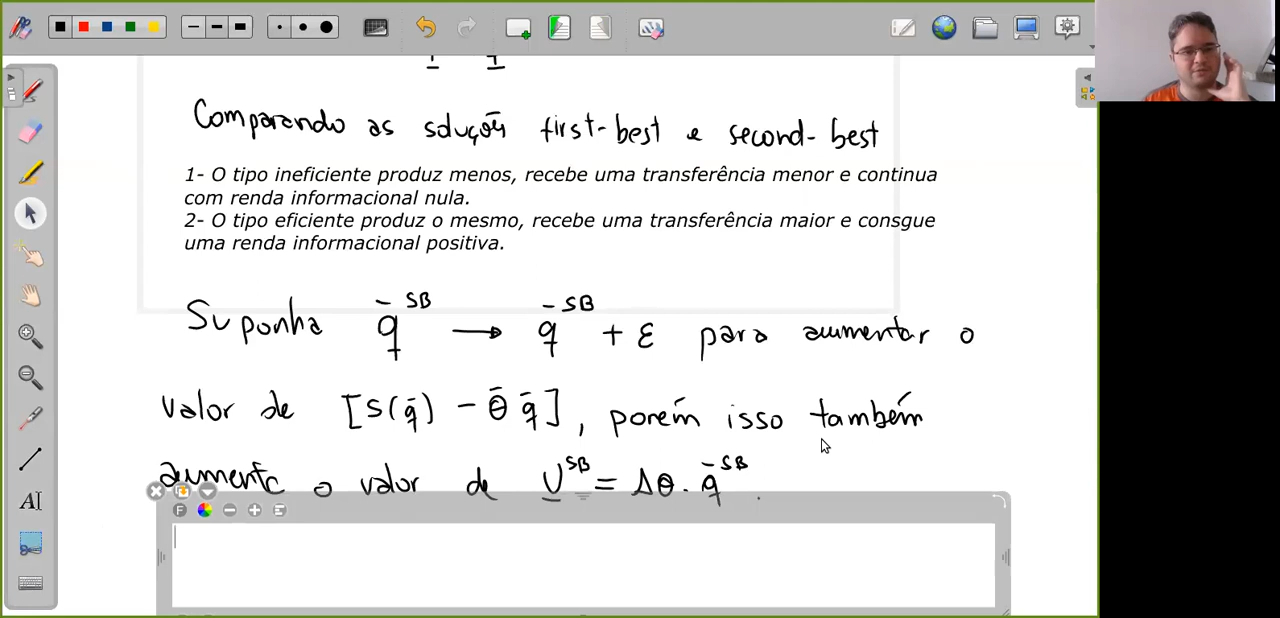 Comparando as soluções first-best e second-best
1- O tipo ineficiente produz menos, recebe uma transferência menor e continua
com renda informacional nula.
2- O tipo eficiente produz o mesmo, recebe uma transferência maior e consgue
uma renda informacional positiva.
Suponha q̄^SB → q̄^SB + ε para aumentar o
valor de [S(q̄) - θ̄ q̄], porém isso também
aumenta o valor de U̲^SB = Δθ. q̄^SB.
F
AI